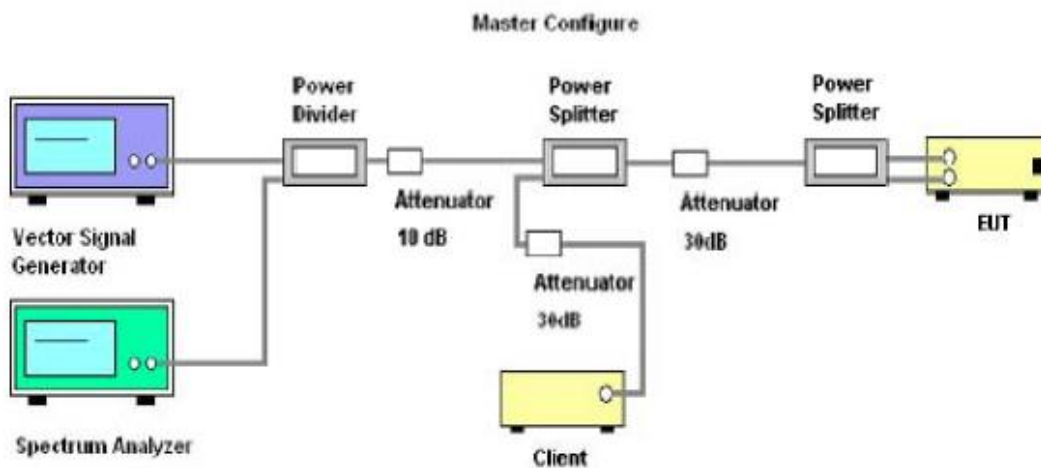 Master Configure
Power
Divider
Power
Splitter
Power
Splitter
Attenuator
10 dB
Attenuator
30dB
EUT
Vector Signal
Generator
Attenuator
30dB
Spectrum Analyzer
Client